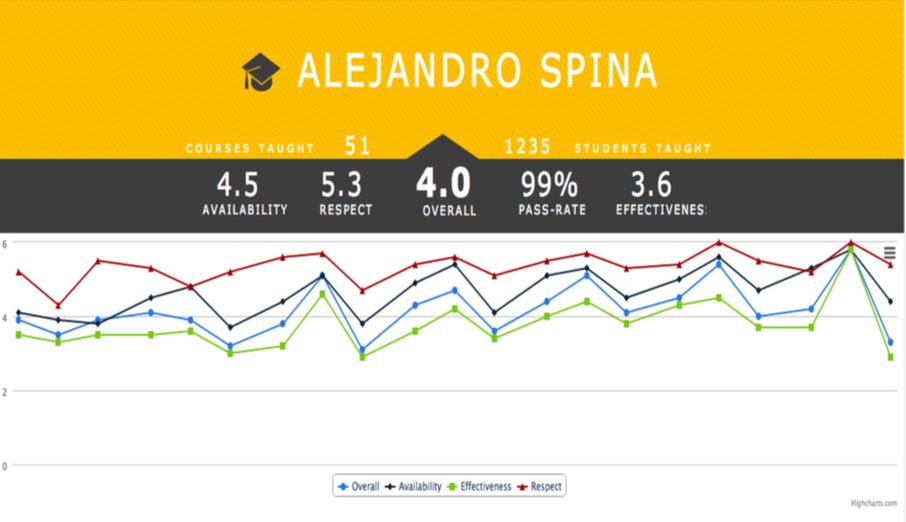 ALEJANDRO SPINA
COURSES TAUGHT 51 1235 STUDENTS TAUGHT
4.5 5.3 4.0 99% 3.6
AVAILABILITY RESPECT OVERALL PASS-RATE EFFECTIVENES
6
4
2
0
Overall Availability Effectiveness Respect
Highcharts.com